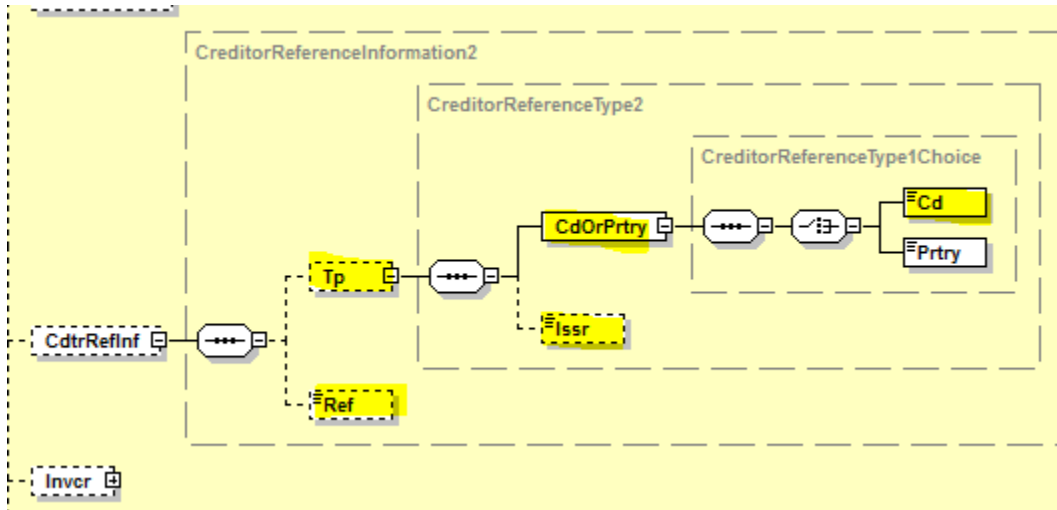 CreditorReferenceInformation2
CreditorReferenceType2
CreditorReferenceType1Choice
Cd
CdOrPrtry
Prtry
Tp
Issr
CdtrRefInf
Ref
Invcr